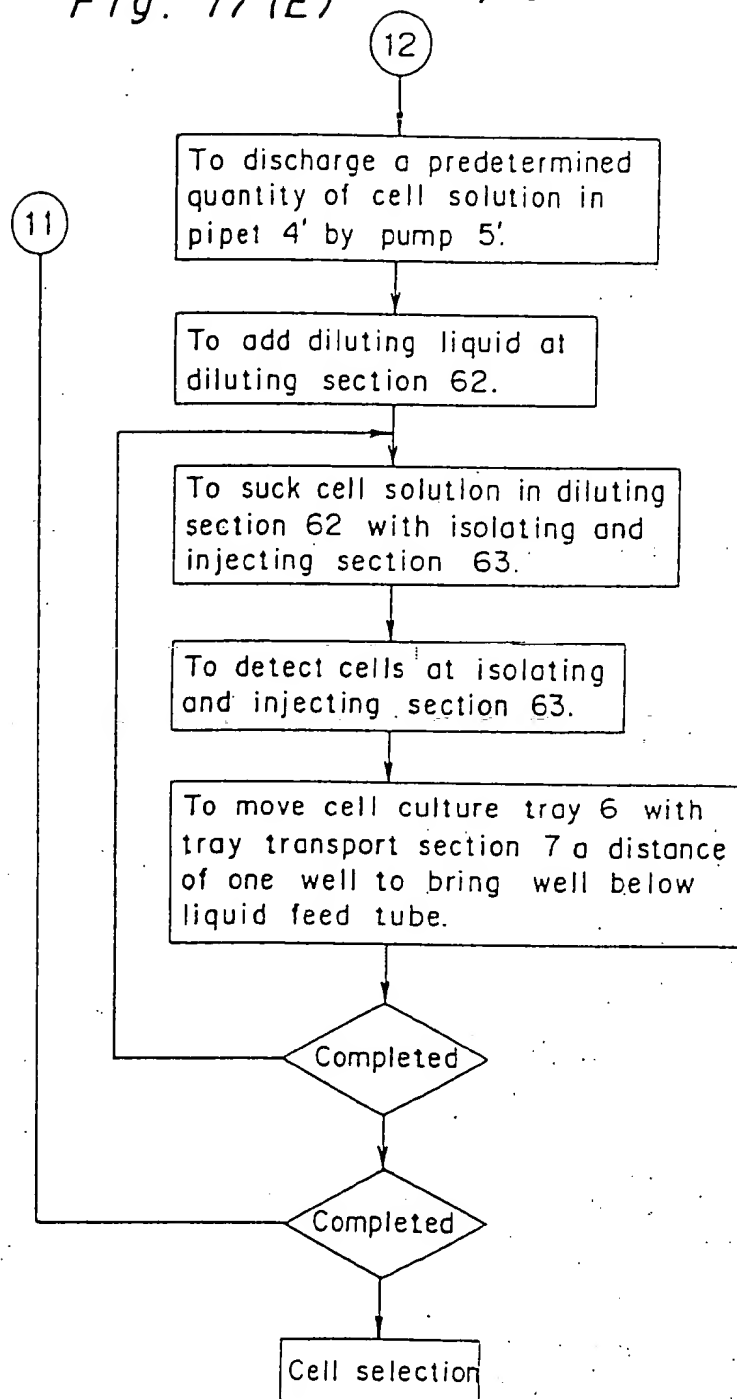 Fig. 17 (E)
12
To discharge a predetermined
quantity of cell solution in
pipet 4' by pump 5'.
11
To add diluting liquid at
diluting section 62.
To suck cell solution in diluting
section 62 with isolating and
injecting section 63.
To detect cells at isolating
and injecting section 63.
To move cell culture tray 6 with
tray transport section 7 a distance
of one well to bring well below
liquid feed tube.
Completed
Completed
Cell selection